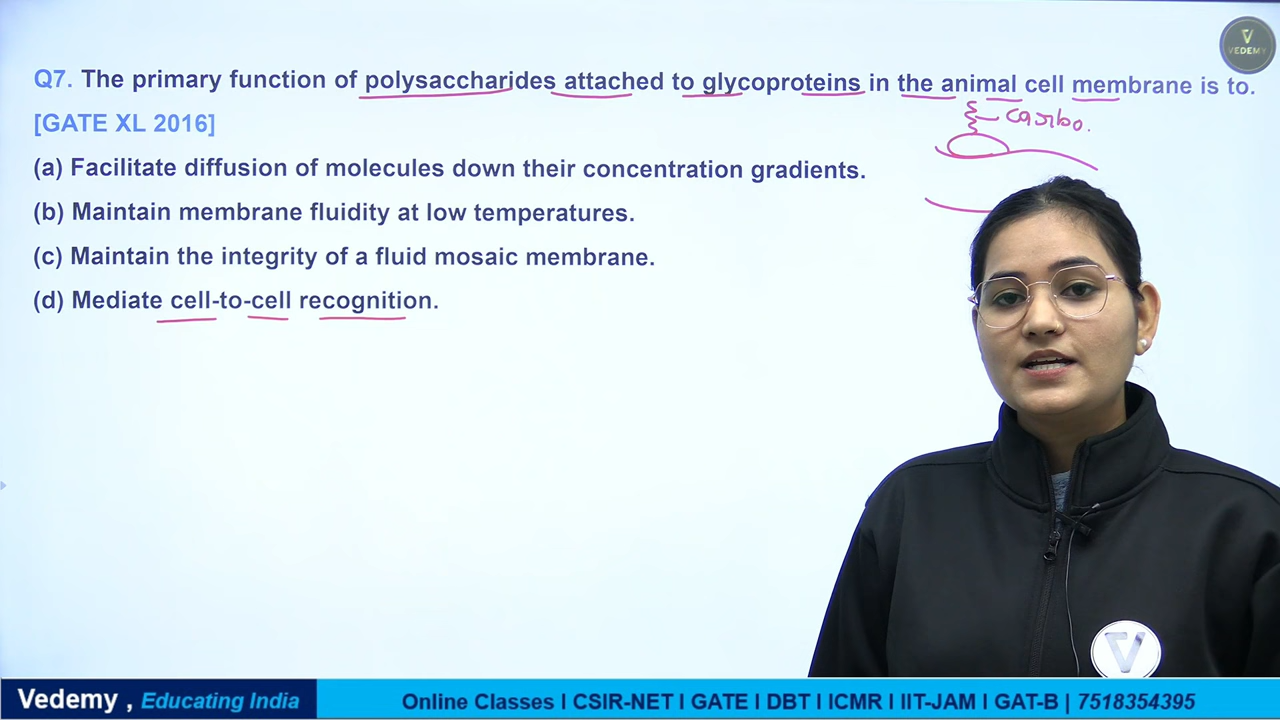 V
VEDEMY
Q7. The primary function of polysaccharides attached to glycoproteins in the animal cell membrane is to.
[GATE XL 2016]
Carbo.
(a) Facilitate diffusion of molecules down their concentration gradients.
(b) Maintain membrane fluidity at low temperatures.
(c) Maintain the integrity of a fluid mosaic membrane.
(d) Mediate cell-to-cell recognition.
Vedemy , Educating India
Online Classes I CSIR-NET I GATE I DBT I ICMR I IIT-JAM I GAT-B | 7518354395